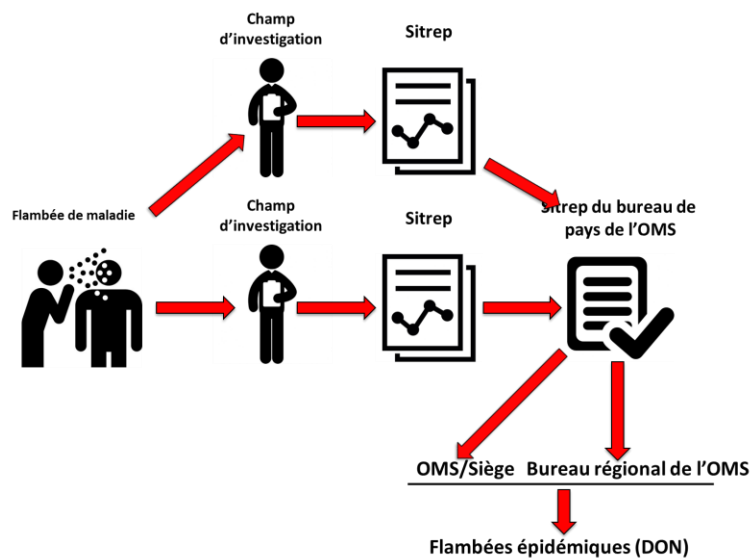 Champ
d’investigation
Sitrep
Flambée de maladie
Champ
d’investigation
Sitrep
Sitrep du bureau de
pays de l’OMS
OMS/Siège
Bureau régional de l’OMS
Flambées épidémiques (DON)